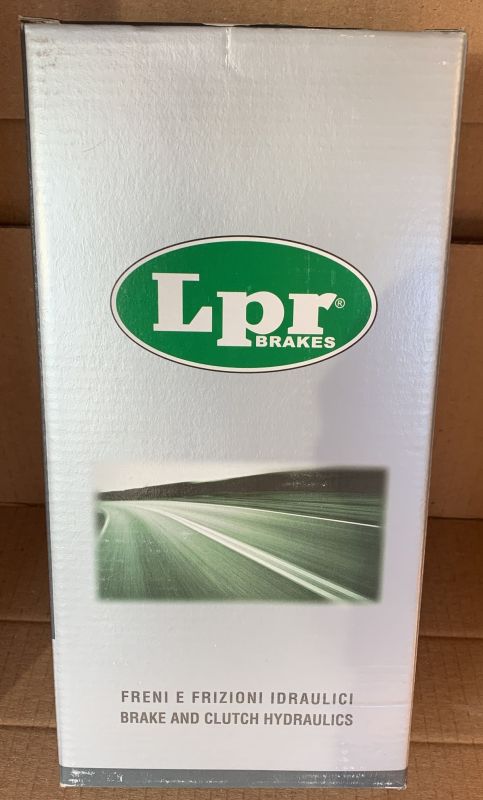 Lpr®
BRAKES
FRENI E FRIZIONI IDRAULICI
BRAKE AND CLUTCH HYDRAULICS